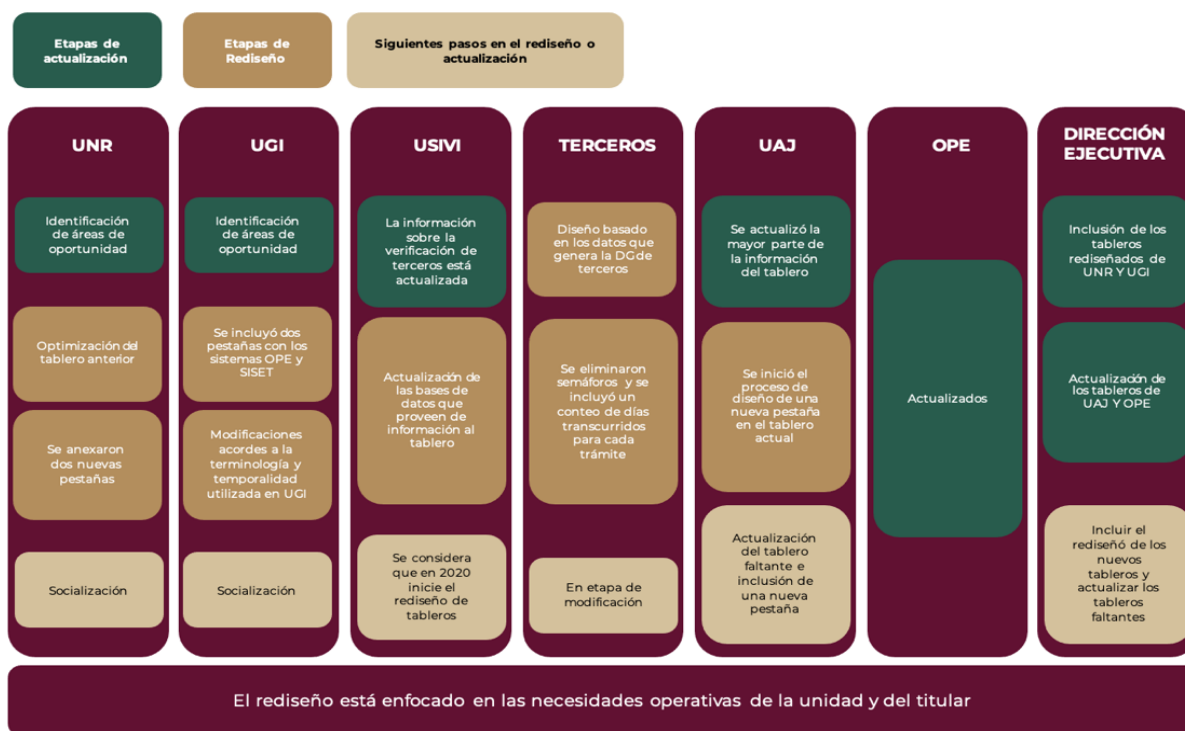 Etapas de
actualización
Etapas de
Rediseño
Siguientes pasos en el rediseño o
actualización
UNR
Identificación
de áreas de
oportunidad
Optimización del
tablero anterior
Se anexaron
dos nuevas
pestañas
Socialización
UGI
Identificación
de áreas de
oportunidad
Se incluyó dos
pestañas con los
sistemas OPE y
SISET
Modificaciones
acordes a la
terminología y
temporalidad
utilizada en UGI
Socialización
USIVI
La información
sobre la
verificación de
terceros está
actualizada
Actualización de
las bases de
datos que
proveen de
información al
tablero
Se considera
que en 2020
inicie el
rediseño de
tableros
TERCEROS
Diseño basado
en los datos que
genera la DG de
terceros
Se eliminaron
semáforos y se
incluyó un
conteo de días
transcurridos
para cada
trámite
En etapa de
modificación
UAJ
Se actualizó la
mayor parte de
la información
del tablero
Se inició el
proceso de
diseño de una
nueva pestaña
en el tablero
actual
Actualización
del tablero
faltante e
inclusión de
una nueva
pestaña
OPE
Actualizados
DIRECCIÓN
EJECUTIVA
Inclusión de los
tableros
rediseñados de
UNR Y UGI
Actualización de
los tableros de
UAJ Y OPE
Incluir el
rediseñó de los
nuevos
tableros y
actualizar los
tableros
faltantes
El rediseño está enfocado en las necesidades operativas de la unidad y del titular